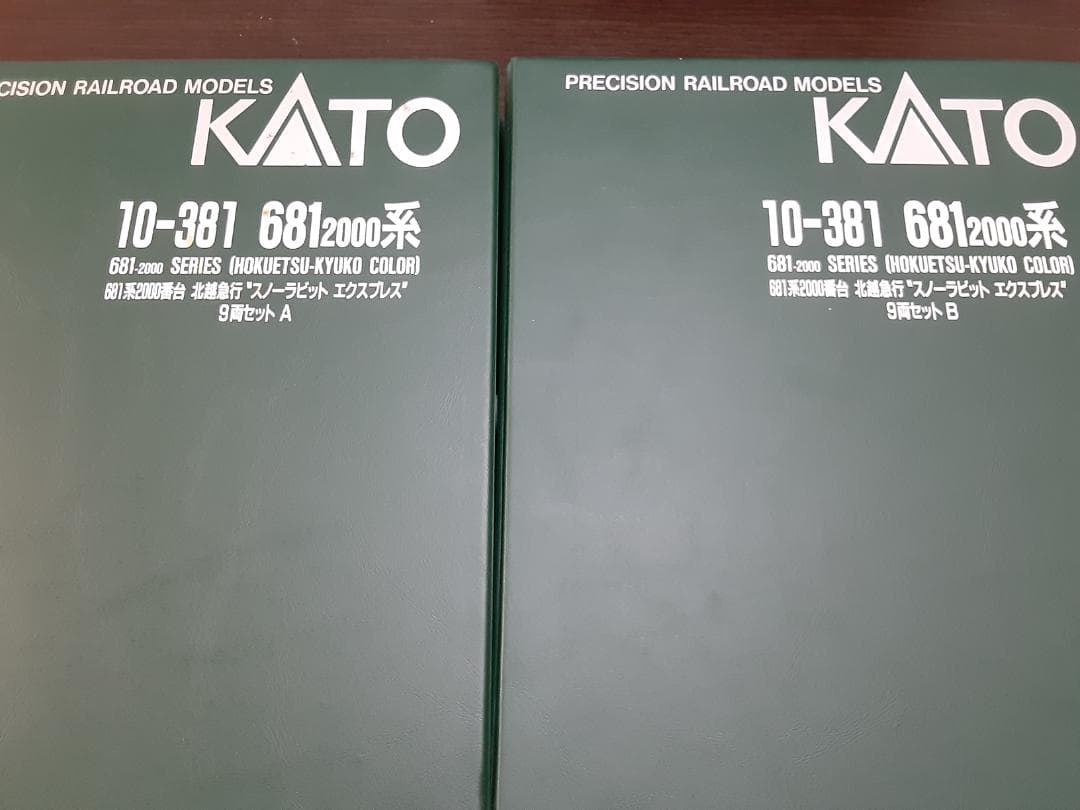 CISION RAILROAD MODELS
KATO
10-381 6812000系
681-2000 SERIES (HOKUETSU-KYUKO COLOR)
681系2000番台 北越急行"スノーラビット エクスプレス"
9両セット A
PRECISION RAILROAD MODELS
KATO
10-381 6812000系
681-2000 SERIES (HOKUETSU-KYUKO COLOR)
681系2000番台 北越急行"スノーラビット エクスプレス"
9両セット B